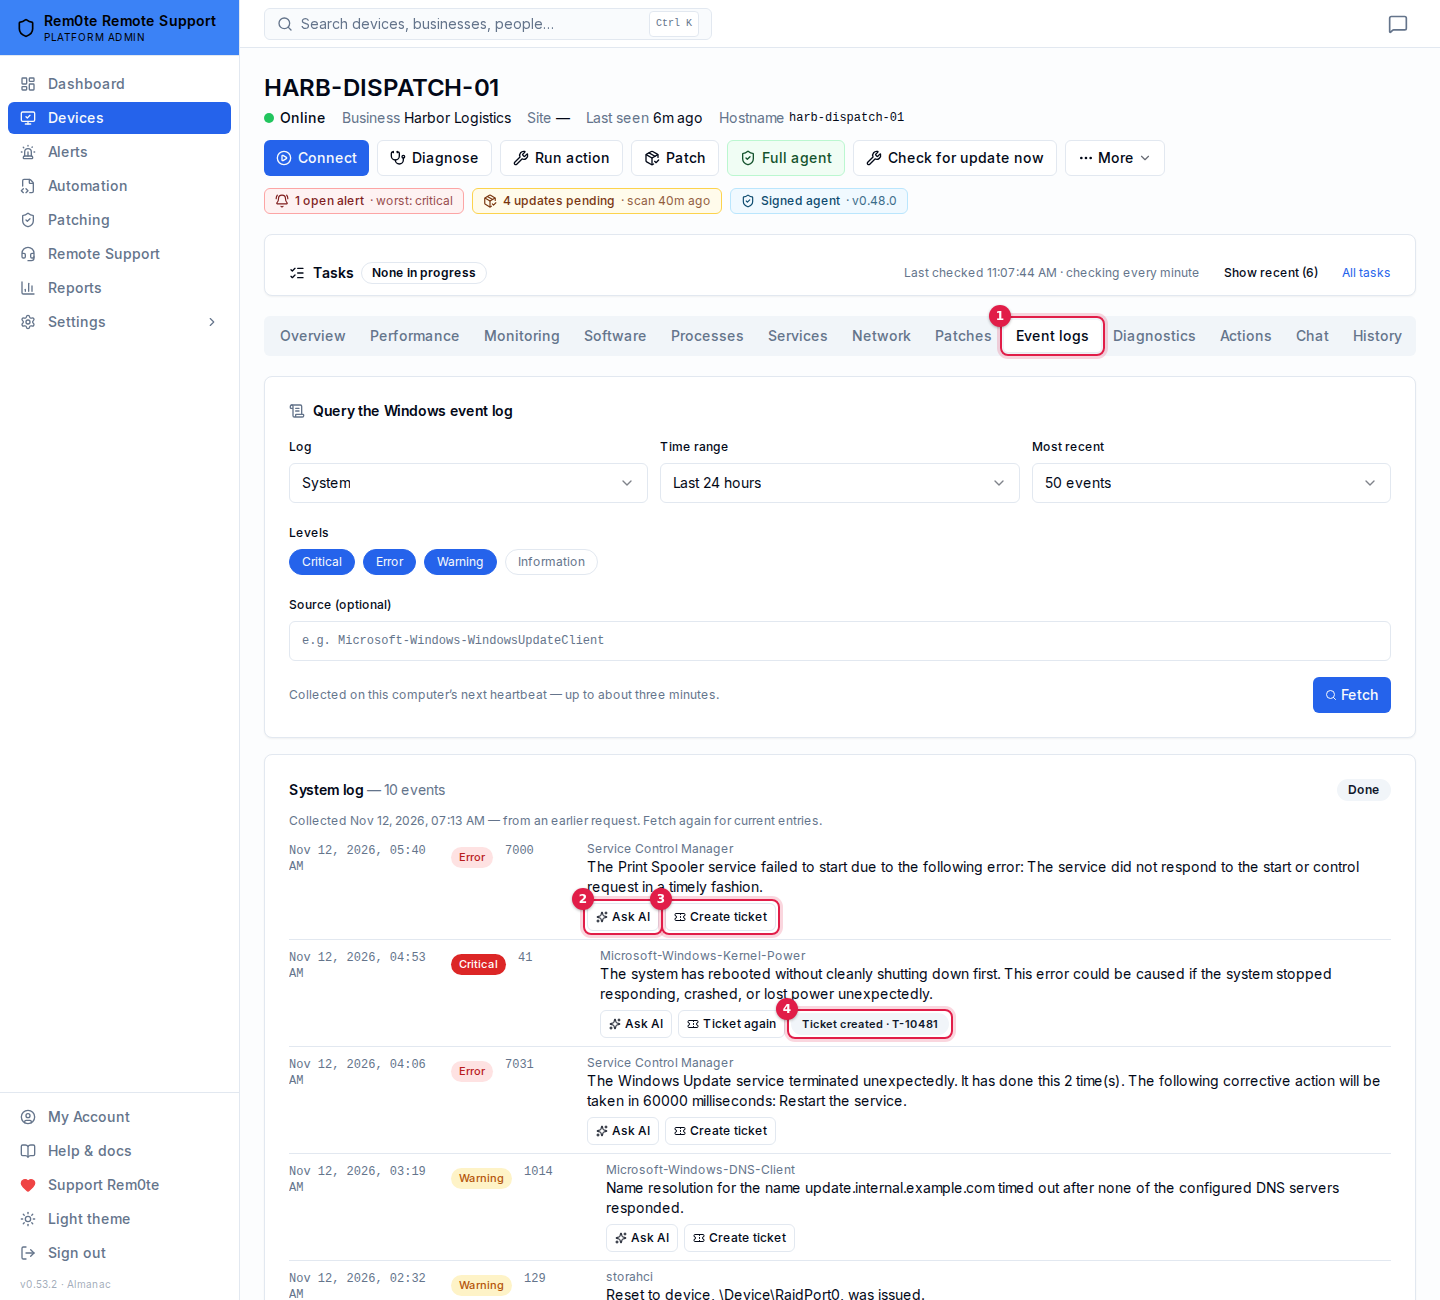 Rem0te Remote Support
PLATFORM ADMIN
Search devices, businesses, people…
Ctrl K
Dashboard
Devices
Alerts
Automation
Patching
Remote Support
Reports
Settings
HARB-DISPATCH-01
Online Business Harbor Logistics Site — Last seen 6m ago Hostname harb-dispatch-01
Connect Diagnose Run action Patch Full agent Check for update now More
1 open alert · worst: critical 4 updates pending · scan 40m ago Signed agent · v0.48.0
Tasks None in progress Last checked 11:07:44 AM · checking every minute Show recent (6) All tasks
1
Overview Performance Monitoring Software Processes Services Network Patches Event logs Diagnostics Actions Chat History
Query the Windows event log
Log Time range Most recent
System Last 24 hours 50 events
Levels
Critical Error Warning Information
Source (optional)
e.g. Microsoft-Windows-WindowsUpdateClient
Collected on this computer's next heartbeat — up to about three minutes. Fetch
System log — 10 events Done
Collected Nov 12, 2026, 07:13 AM — from an earlier request. Fetch again for current entries.
Nov 12, 2026, 05:40 AM Error 7000 Service Control Manager
The Print Spooler service failed to start due to the following error: The service did not respond to the start or control
request in a timely fashion.
2 3
Ask AI Create ticket
Nov 12, 2026, 04:53 AM Critical 41 Microsoft-Windows-Kernel-Power
The system has rebooted without cleanly shutting down first. This error could be caused if the system stopped
responding, crashed, or lost power unexpectedly.
4
Ask AI Ticket again Ticket created · T-10481
Nov 12, 2026, 04:06 AM Error 7031 Service Control Manager
The Windows Update service terminated unexpectedly. It has done this 2 time(s). The following corrective action will be
taken in 60000 milliseconds: Restart the service.
Ask AI Create ticket
Nov 12, 2026, 03:19 AM Warning 1014 Microsoft-Windows-DNS-Client
Name resolution for the name update.internal.example.com timed out after none of the configured DNS servers
responded.
Ask AI Create ticket
Nov 12, 2026, 02:32 AM Warning 129 storahci
Reset to device, \Device\RaidPort0, was issued.
My Account
Help & docs
Support Rem0te
Light theme
Sign out
v0.53.2 · Almanac